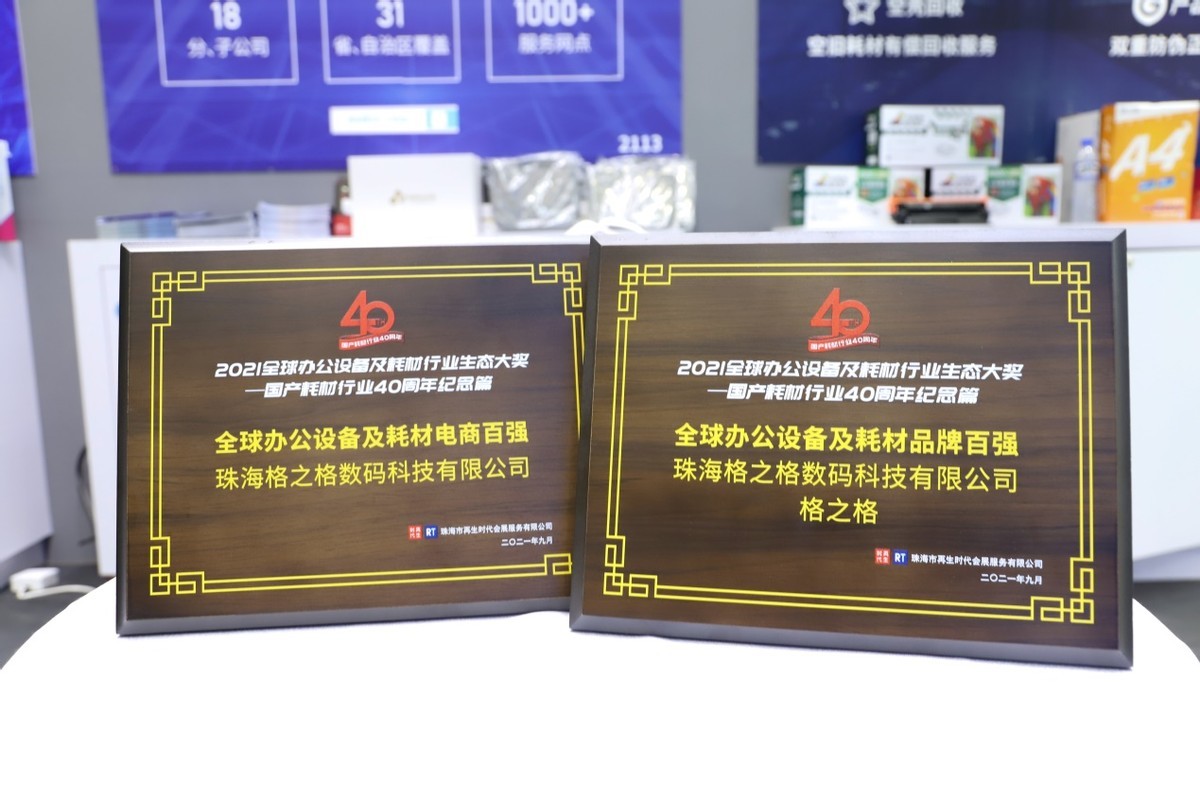 18
分、子公司
31
省、自治区覆盖
1000+
服务网点
2113
空壳回收
空旧耗材有偿回收服务
双重防伪
A4
40
国产耗材行业40周年
2021全球办公设备及耗材行业生态大奖
—国产耗材行业40周年纪念篇
全球办公设备及耗材电商百强
珠海格之格数码科技有限公司
RT 珠海市再生时代会展服务有限公司
二〇二一年九月
40
国产耗材行业40周年
2021全球办公设备及耗材行业生态大奖
—国产耗材行业40周年纪念篇
全球办公设备及耗材品牌百强
珠海格之格数码科技有限公司
格之格
RT 珠海市再生时代会展服务有限公司
二〇二一年九月